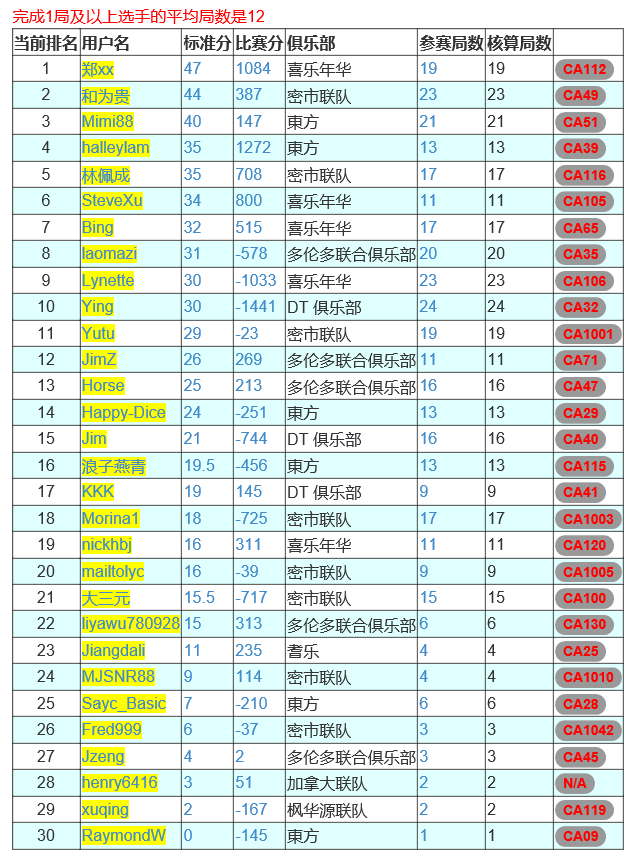 完成1局及以上选手的平均局数是12
当前排名 用户名 标准分 比赛分 俱乐部 参赛局数 核算局数
1 郑xx 47 1084 喜乐年华 19 19 CA112
2 和为贵 44 387 密市联队 23 23 CA49
3 Mimi88 40 147 東方 21 21 CA51
4 halleylam 35 1272 東方 13 13 CA39
5 林佩成 35 708 密市联队 17 17 CA116
6 SteveXu 34 800 喜乐年华 11 11 CA105
7 Bing 32 515 喜乐年华 17 17 CA65
8 laomazi 31 -578 多伦多联合俱乐部 20 20 CA35
9 Lynette 30 -1033 喜乐年华 23 23 CA106
10 Ying 30 -1441 DT 俱乐部 24 24 CA32
11 Yutu 29 -23 密市联队 19 19 CA1001
12 JimZ 26 269 多伦多联合俱乐部 11 11 CA71
13 Horse 25 213 多伦多联合俱乐部 16 16 CA47
14 Happy-Dice 24 -251 東方 13 13 CA29
15 Jim 21 -744 DT 俱乐部 16 16 CA40
16 浪子燕青 19.5 -456 東方 13 13 CA115
17 KKK 19 145 DT 俱乐部 9 9 CA41
18 Morina1 18 -725 密市联队 17 17 CA1003
19 nickhbj 16 311 喜乐年华 11 11 CA120
20 mailtolyc 16 -39 密市联队 9 9 CA1005
21 大三元 15.5 -717 密市联队 15 15 CA100
22 liyawu780928 15 313 多伦多联合俱乐部 6 6 CA130
23 Jiangdali 11 235 耆乐 4 4 CA25
24 MJSNR88 9 114 密市联队 4 4 CA1010
25 Sayc_Basic 7 -210 東方 6 6 CA28
26 Fred999 6 -37 密市联队 3 3 CA1042
27 Jzeng 4 2 多伦多联合俱乐部 3 3 CA45
28 henry6416 3 51 加拿大联队 2 2 N/A
29 xuqing 2 -167 枫华源联队 2 2 CA119
30 RaymondW 0 -145 東方 1 1 CA09